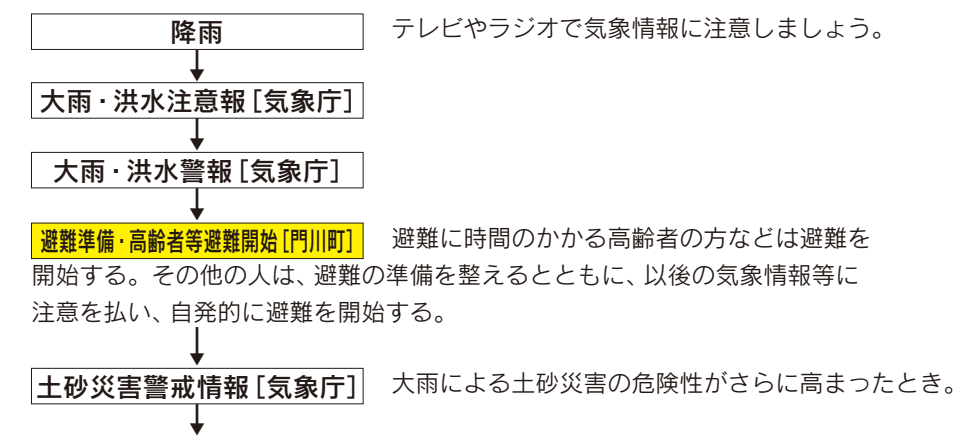 降雨 テレビやラジオで気象情報に注意しましょう。
大雨・洪水注意報［気象庁］
大雨・洪水警報［気象庁］
避難準備・高齢者等避難開始［門川町］ 避難に時間のかかる高齢者の方などは避難を
開始する。その他の人は、避難の準備を整えるとともに、以後の気象情報等に
注意を払い、自発的に避難を開始する。
土砂災害警戒情報［気象庁］ 大雨による土砂災害の危険性がさらに高まったとき。